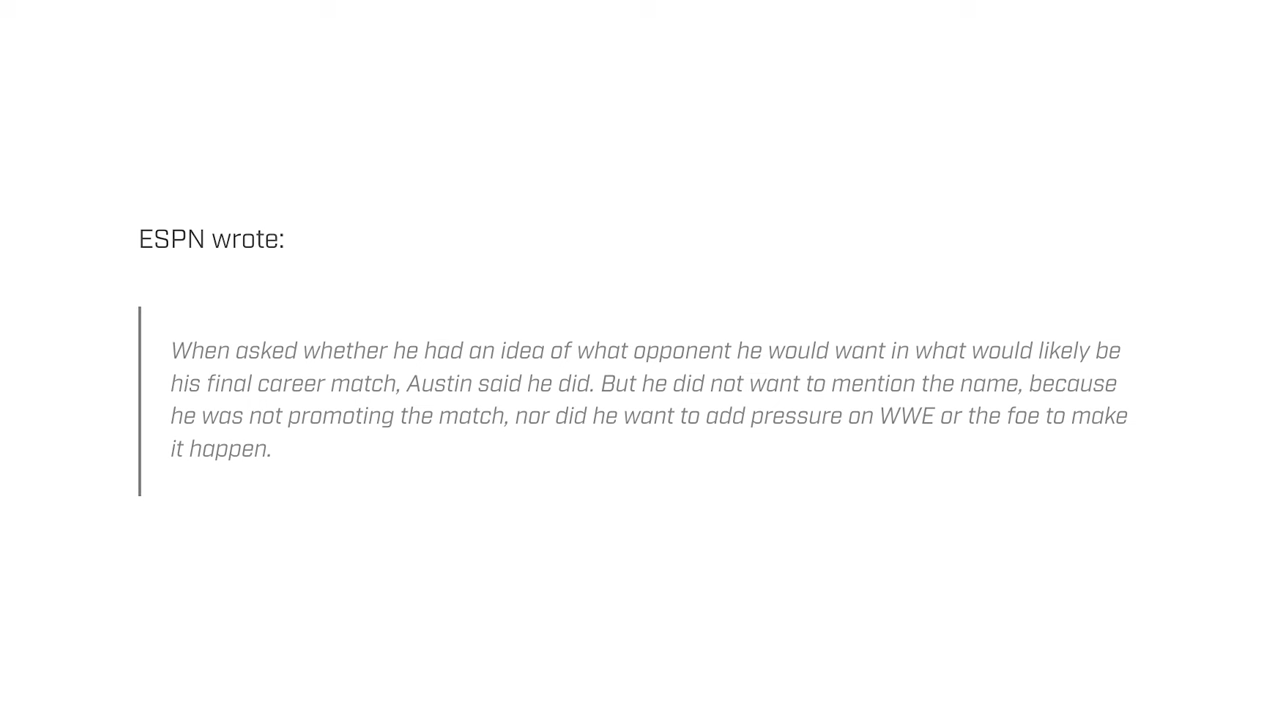 ESPN wrote:
When asked whether he had an idea of what opponent he would want in what would likely be
his final career match, Austin said he did. But he did not want to mention the name, because
he was not promoting the match, nor did he want to add pressure on WWE or the foe to make
it happen.